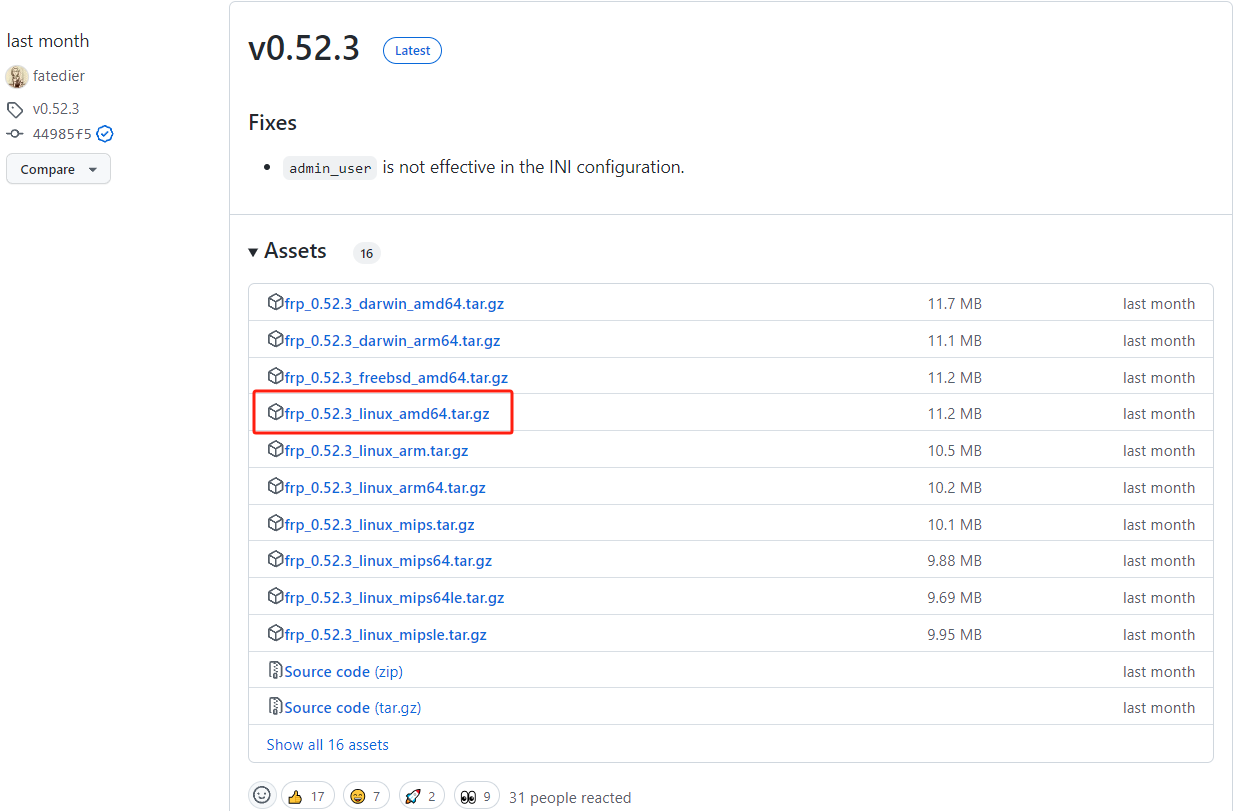 last month
fatedier
v0.52.3
44985f5
Compare
v0.52.3 Latest
Fixes
admin_user is not effective in the INI configuration.
Assets 16
frp_0.52.3_darwin_amd64.tar.gz 11.7 MB last month
frp_0.52.3_darwin_arm64.tar.gz 11.1 MB last month
frp_0.52.3_freebsd_amd64.tar.gz 11.2 MB last month
frp_0.52.3_linux_amd64.tar.gz 11.2 MB last month
frp_0.52.3_linux_arm.tar.gz 10.5 MB last month
frp_0.52.3_linux_arm64.tar.gz 10.2 MB last month
frp_0.52.3_linux_mips.tar.gz 10.1 MB last month
frp_0.52.3_linux_mips64.tar.gz 9.88 MB last month
frp_0.52.3_linux_mips64le.tar.gz 9.69 MB last month
frp_0.52.3_linux_mipsle.tar.gz 9.95 MB last month
Source code (zip) last month
Source code (tar.gz) last month
Show all 16 assets
17 7 2 9 31 people reacted